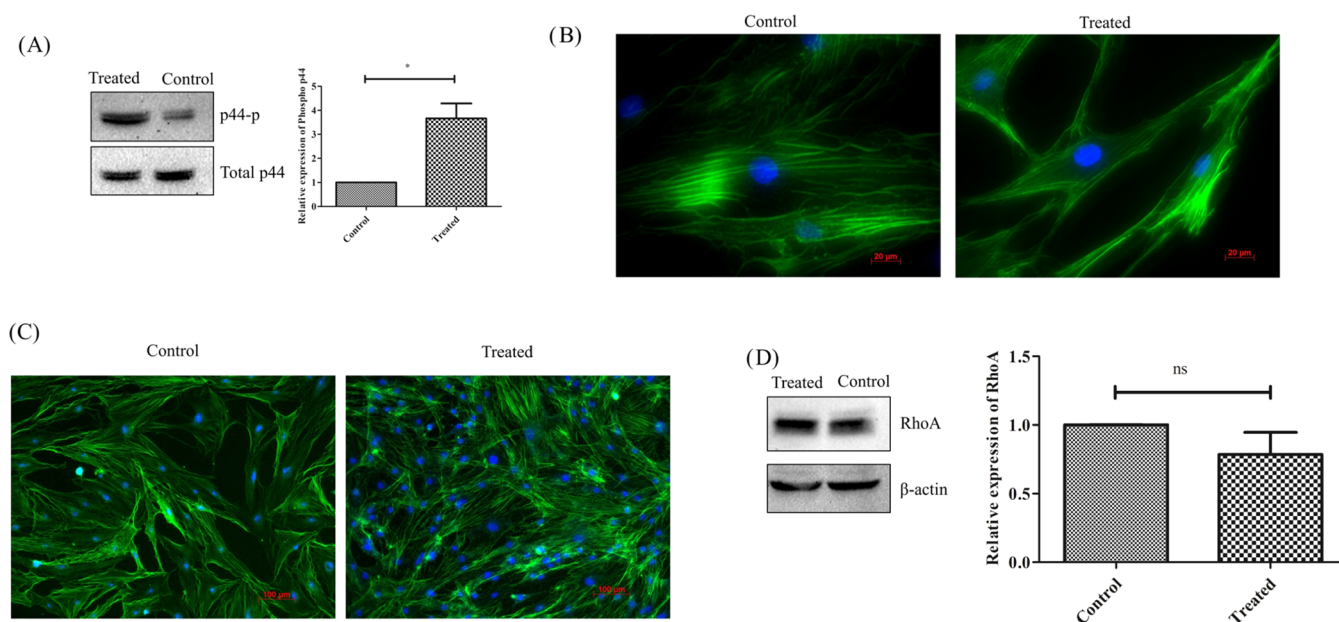 (A)
Treated Control
p44-p
Total p44
*
Relative expression of Phospho p44
5
4
3
2
1
0
Control
Treated
(B)
Control
Treated
20 µm
20 µm
(C)
Control
Treated
100 µm
100 µm
(D)
Treated Control
RhoA
β-actin
ns
Relative expression of RhoA
1.5
1.0
0.5
0.0
Control
Treated